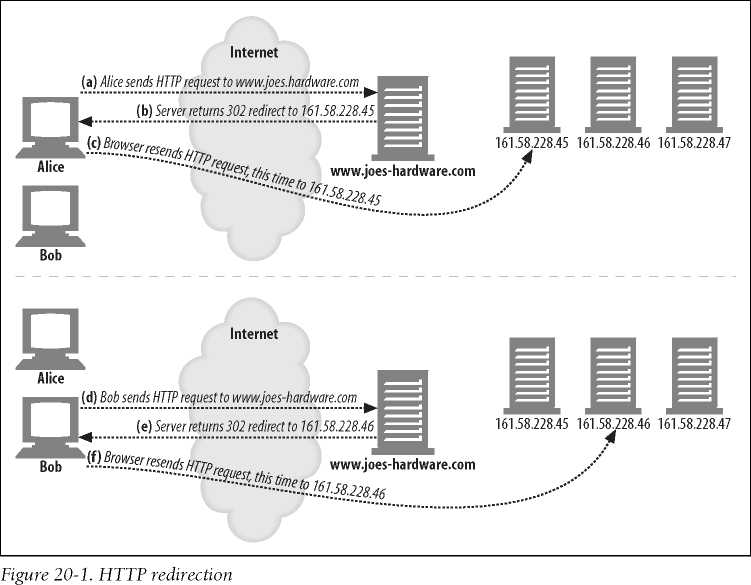 Internet
(a) Alice sends HTTP request to www.joes.hardware.com
(b) Server returns 302 redirect to 161.58.228.45
(c) Browser resends HTTP request, this time to 161.58.228.45
Alice
www.joes-hardware.com
161.58.228.45 161.58.228.46 161.58.228.47
Bob
Internet
Alice
(d) Bob sends HTTP request to www.joes-hardware.com
(e) Server returns 302 redirect to 161.58.228.46
(f) Browser resends HTTP request, this time to 161.58.228.46
Bob
www.joes-hardware.com
161.58.228.45 161.58.228.46 161.58.228.47
Figure 20-1. HTTP redirection